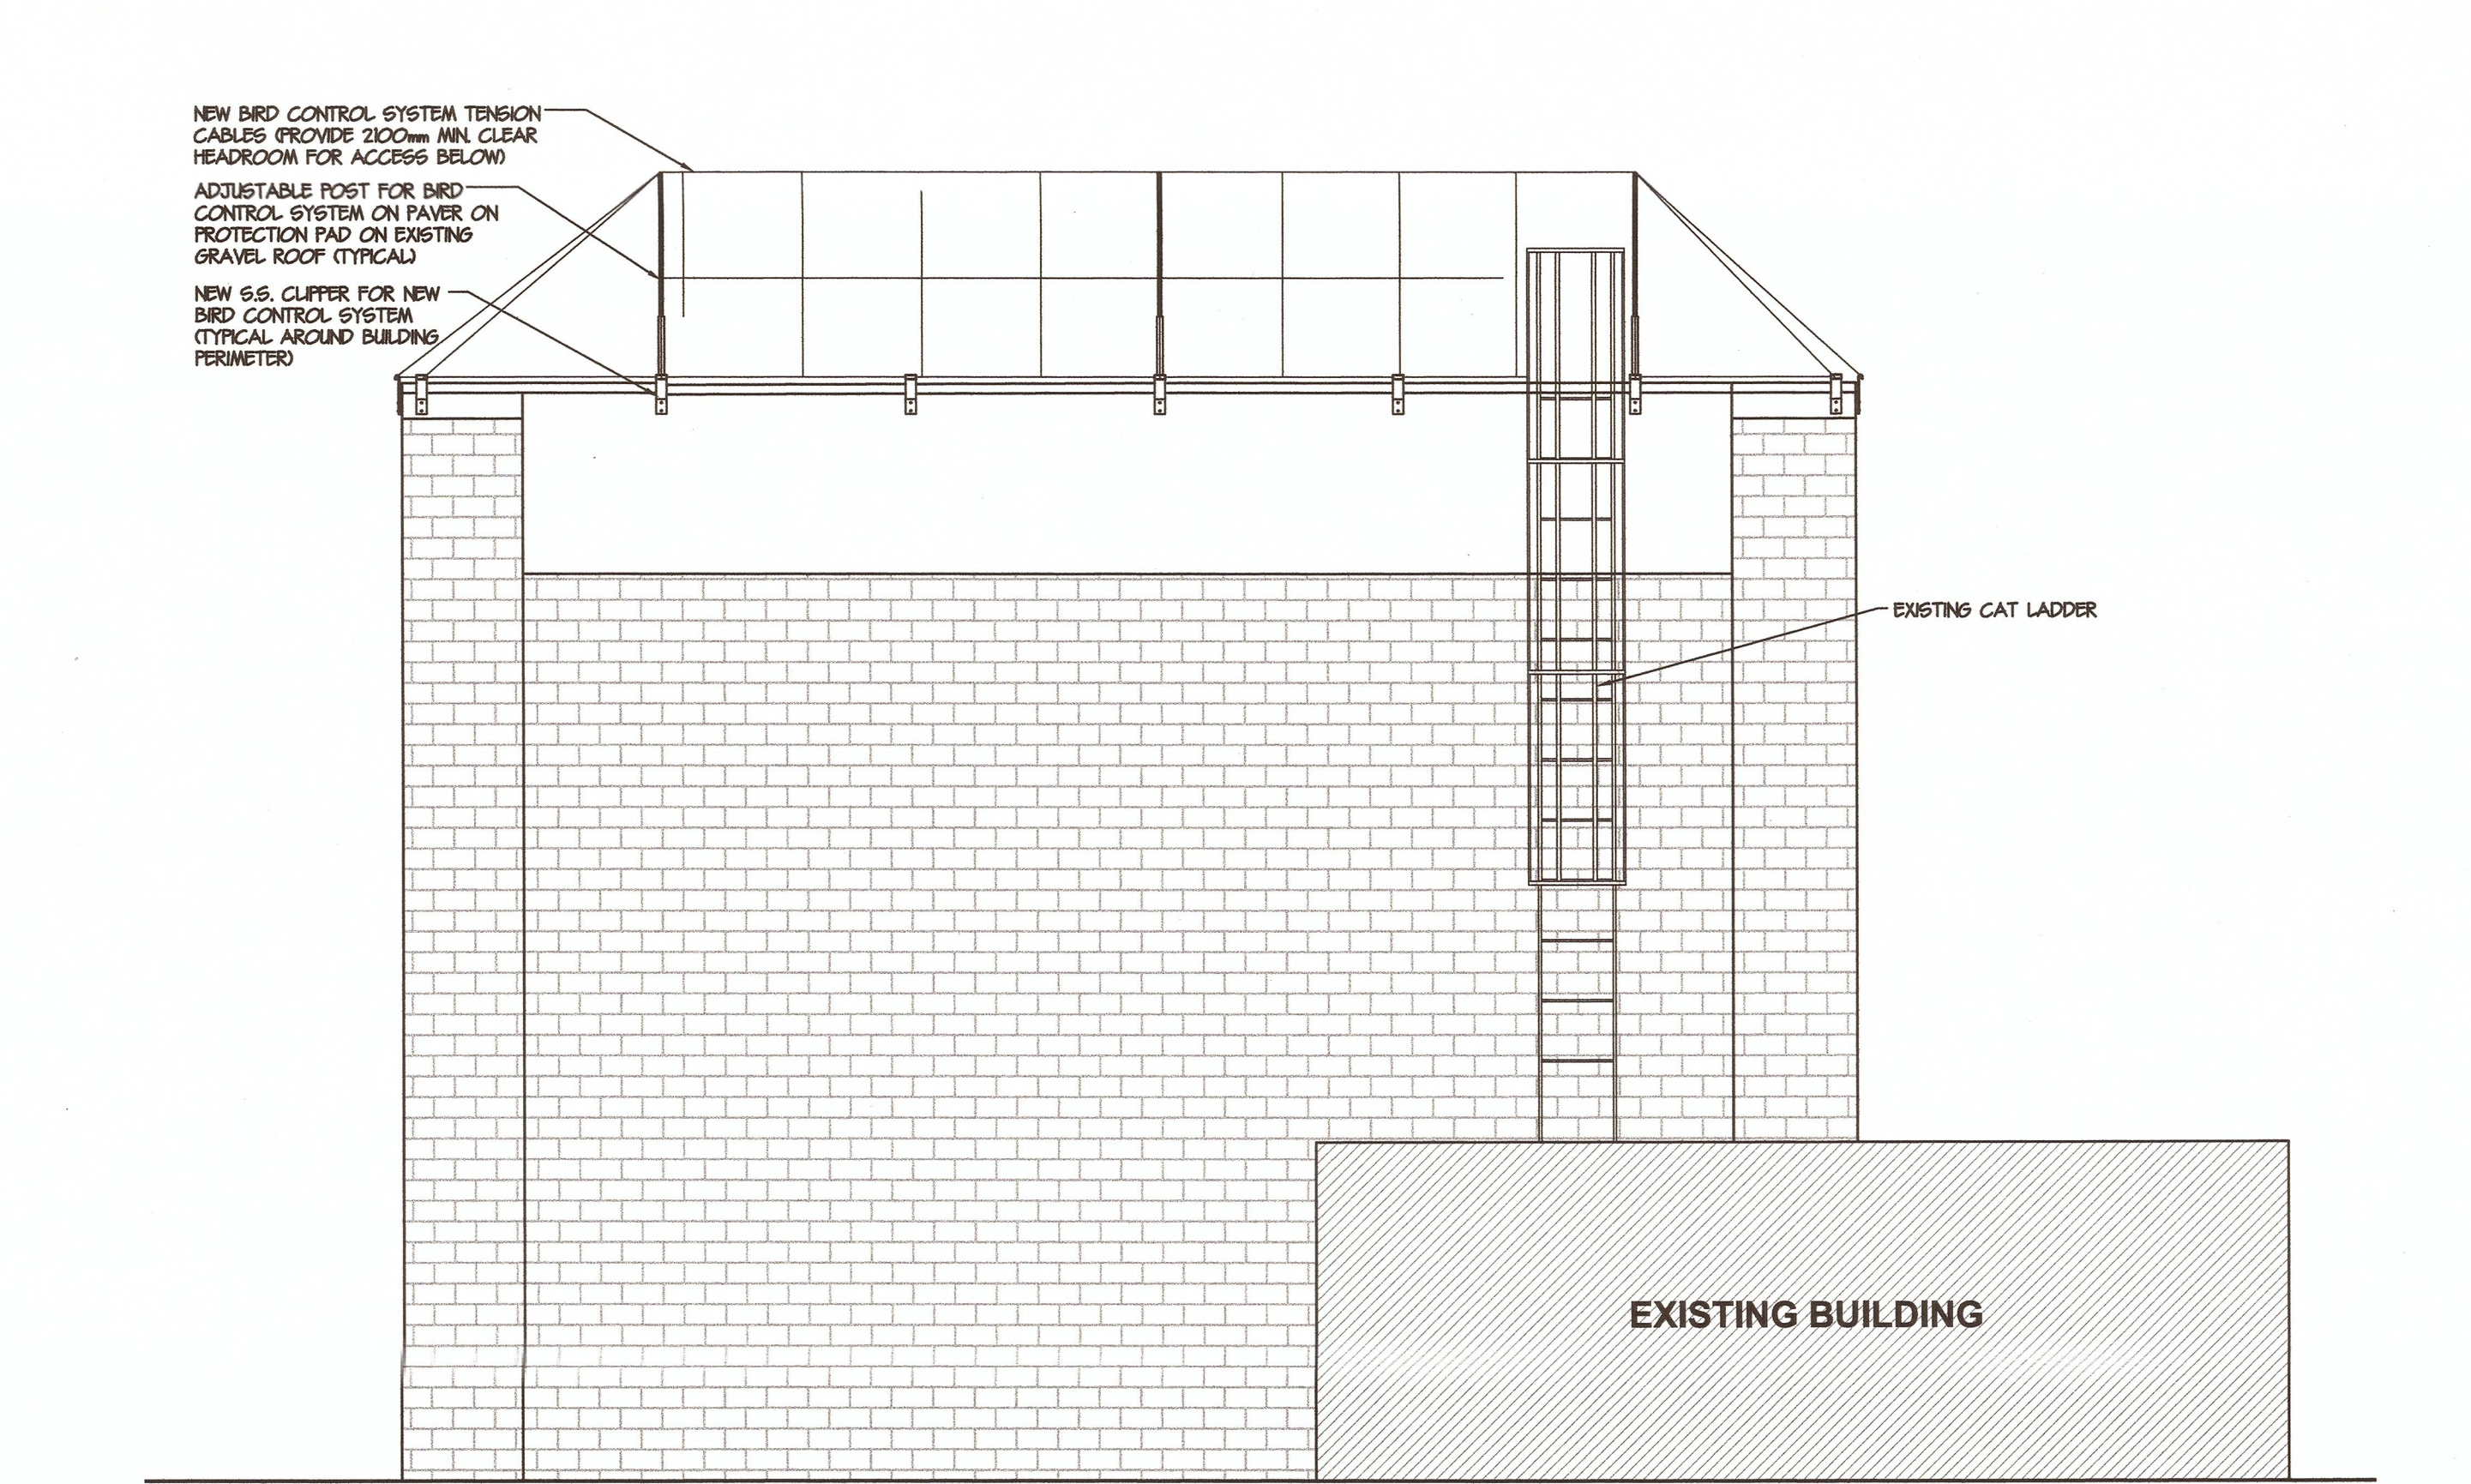 NEW BIRD CONTROL SYSTEM TENSION
CABLES (PROVIDE 2100mm MIN. CLEAR
HEADROOM FOR ACCESS BELOW)
ADJUSTABLE POST FOR BIRD
CONTROL SYSTEM ON PAVER ON
PROTECTION PAD ON EXISTING
GRAVEL ROOF (TYPICAL)
NEW S.S. CLIPPER FOR NEW
BIRD CONTROL SYSTEM
(TYPICAL AROUND BUILDING
PERIMETER)
EXISTING CAT LADDER
EXISTING BUILDING